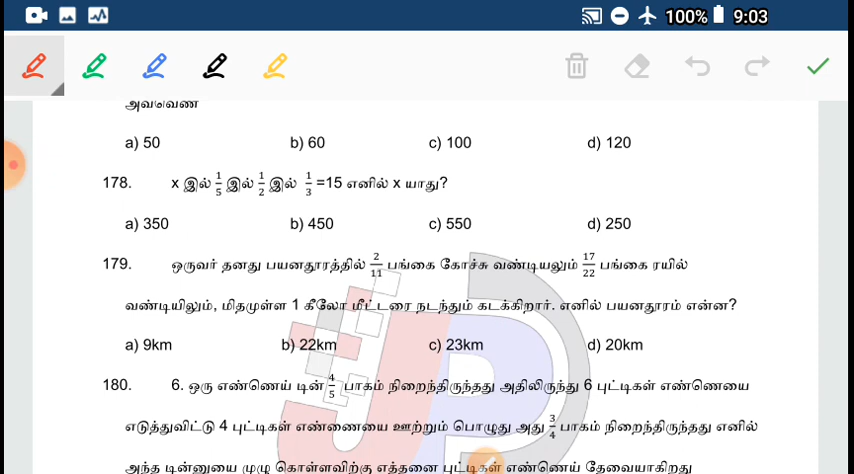 100% 9:03
a) 50 b) 60 c) 100 d) 120
178. x இல் 1/5 இல் 1/2 இல் 1/3 =15 எனில் x யாது?
a) 350 b) 450 c) 550 d) 250
179. ஒருவர் தனது பயனதூரத்தில் 2/11 பங்கை கோச்சு வண்டியலும் 17/22 பங்கை ரயில்
வண்டியிலும், மிதமுள்ள 1 கீலோ மீட்டரை நடந்தும் கடக்கிறார். எனில் பயனதூரம் என்ன?
a) 9km b) 22km c) 23km d) 20km
180. 6. ஒரு எண்ணெய் டின் 4/5 பாகம் நிறைந்திருந்தது அதிலிருந்து 6 புட்டிகள் எண்ணெயை
எடுத்துவிட்டு 4 புட்டிகள் எண்ணையை ஊற்றும் பொழுது அது 3/4 பாகம் நிறைந்திருந்தது எனில்
அந்த டின்னுயை முழு கொள்ளவிற்கு எத்தனை புட்டிகள் எண்ணெய் தேவையாகிறது